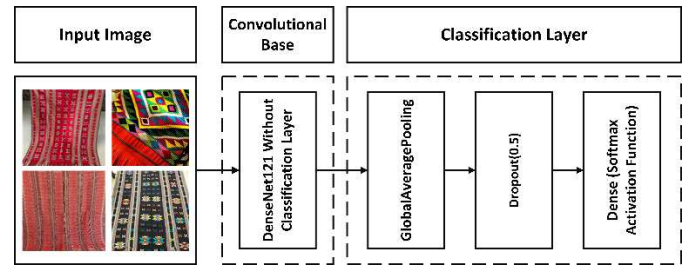 Input Image
Convolutional
Base
Classification Layer
DenseNet121 Without
Classification Layer
GlobalAveragePooling
Dropout(0.5)
Dense (Softmax
Activation Function)